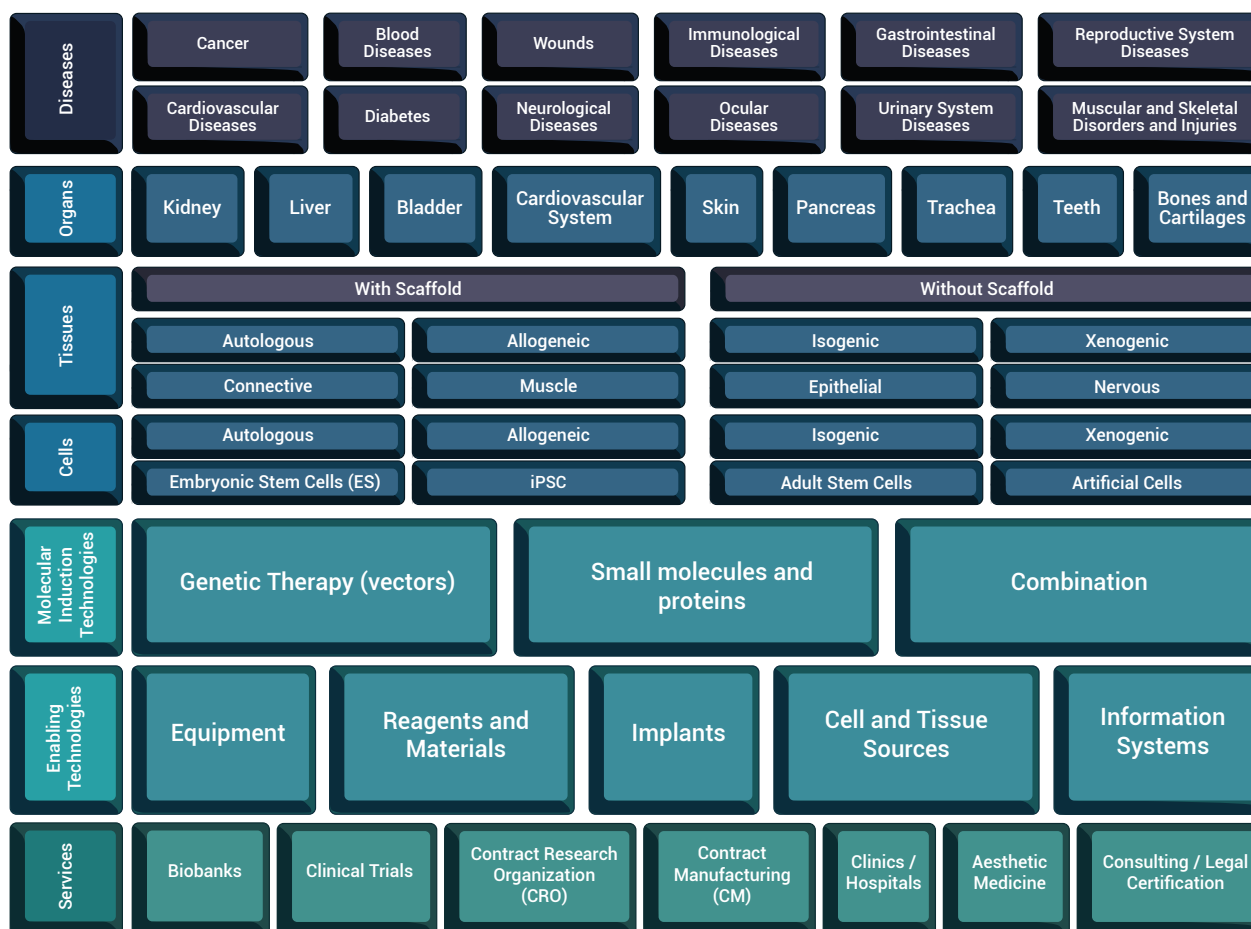 Diseases
Cancer
Blood
Diseases
Wounds
Immunological
Diseases
Gastrointestinal
Diseases
Reproductive System
Diseases
Cardiovascular
Diseases
Diabetes
Neurological
Diseases
Ocular
Diseases
Urinary System
Diseases
Muscular and Skeletal
Disorders and Injuries
Organs
Kidney
Liver
Bladder
Cardiovascular
System
Skin
Pancreas
Trachea
Teeth
Bones and
Cartilages
Tissues
With Scaffold
Without Scaffold
Autologous
Allogeneic
Isogenic
Xenogenic
Connective
Muscle
Epithelial
Nervous
Cells
Autologous
Allogeneic
Isogenic
Xenogenic
Embryonic Stem Cells (ES)
iPSC
Adult Stem Cells
Artificial Cells
Molecular
Induction
Technologies
Genetic Therapy (vectors)
Small molecules and
proteins
Combination
Enabling
Technologies
Equipment
Reagents and
Materials
Implants
Cell and Tissue
Sources
Information
Systems
Services
Biobanks
Clinical Trials
Contract Research
Organization
(CRO)
Contract
Manufacturing
(CM)
Clinics /
Hospitals
Aesthetic
Medicine
Consulting / Legal
Certification